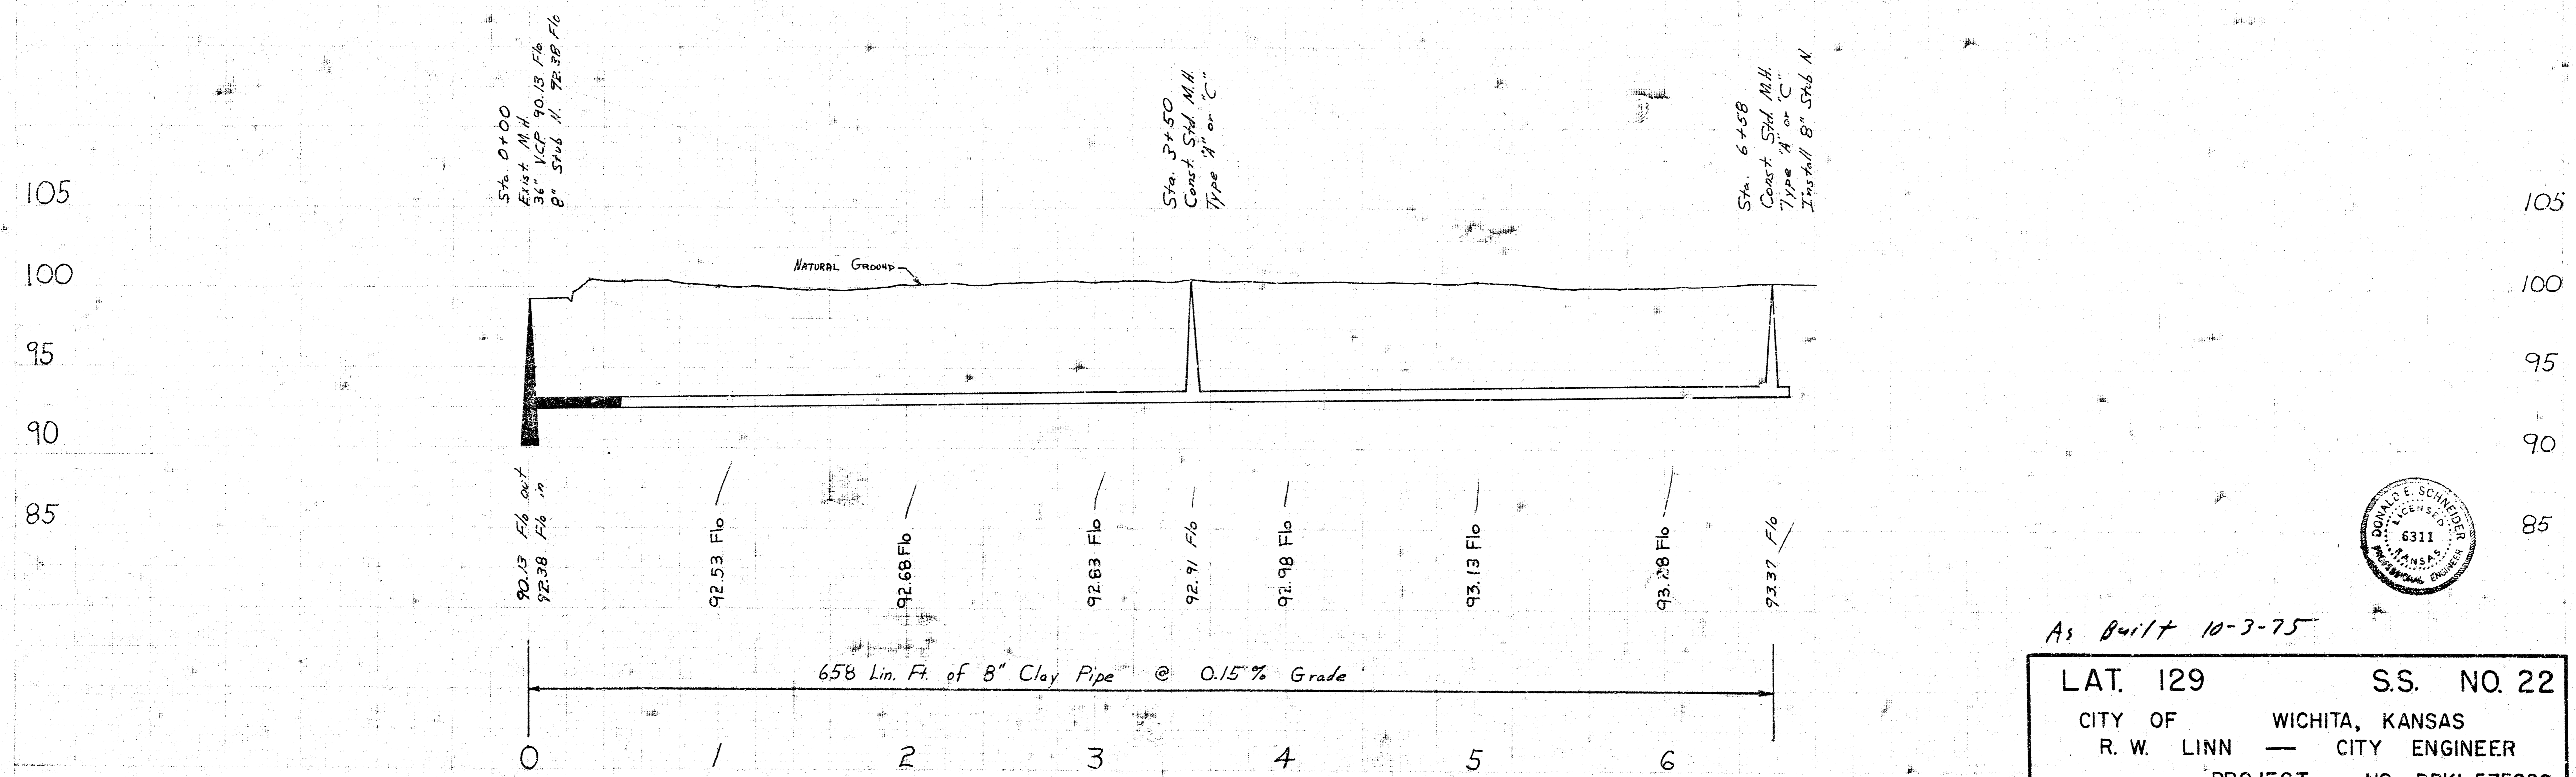 Sta. 0+00
Exist. M.H.
36" V.C.P. 90.13 Flo.
8" Stub N. 92.38 Flo
Sta. 3+50
Const. Std. M.H.
Type "A" or "C"
Sta. 6+58
Const. Std. M.H.
Type "A" or "C"
Install 8" Stub N.
105
105
NATURAL GROUND
100
100
95
95
90
90
85
85
90.13 Flo out
92.38 Flo in
92.53 Flo
92.68 Flo
92.83 Flo
92.91 Flo
92.98 Flo
93.13 Flo
93.28 Flo
93.37 Flo
DONALD E. SCHNEIDER
LICENSED
6311
KANSAS
PROFESSIONAL ENGINEER
As Built 10-3-75
658 Lin. Ft. of 8" Clay Pipe @ 0.15% Grade
0 1 2 3 4 5 6
LAT. 129 S.S. NO. 22
CITY OF WICHITA, KANSAS
R. W. LINN — CITY ENGINEER
PROJECT NO.